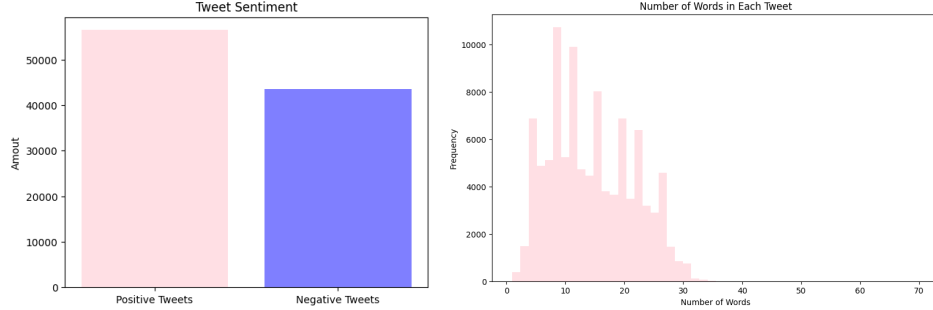 Tweet Sentiment
Amout
50000
40000
30000
20000
10000
0
Positive Tweets
Negative Tweets
Number of Words in Each Tweet
Frequency
10000
8000
6000
4000
2000
0
0
10
20
30
40
50
60
70
Number of Words